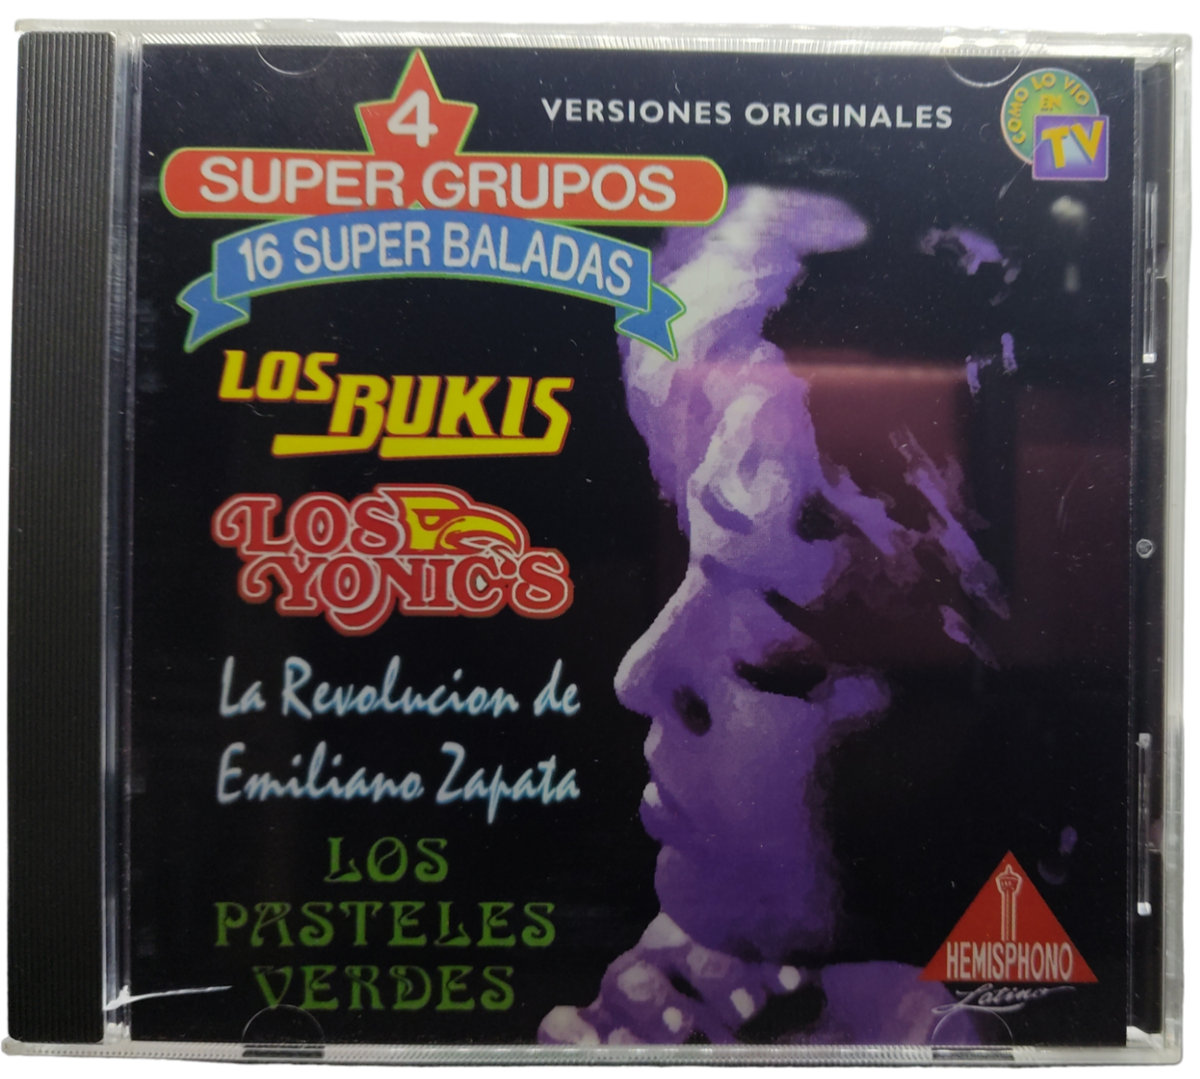 4
SUPER GRUPOS
16 SUPER BALADAS
VERSIONES ORIGINALES
COMO LO VIO
EN
TV
LOS BUKIS
LOS
YONIC'S
La Revolucion de
Emiliano Zapata
LOS
PASTELES
VERDES
HEMISPHONO
Latino